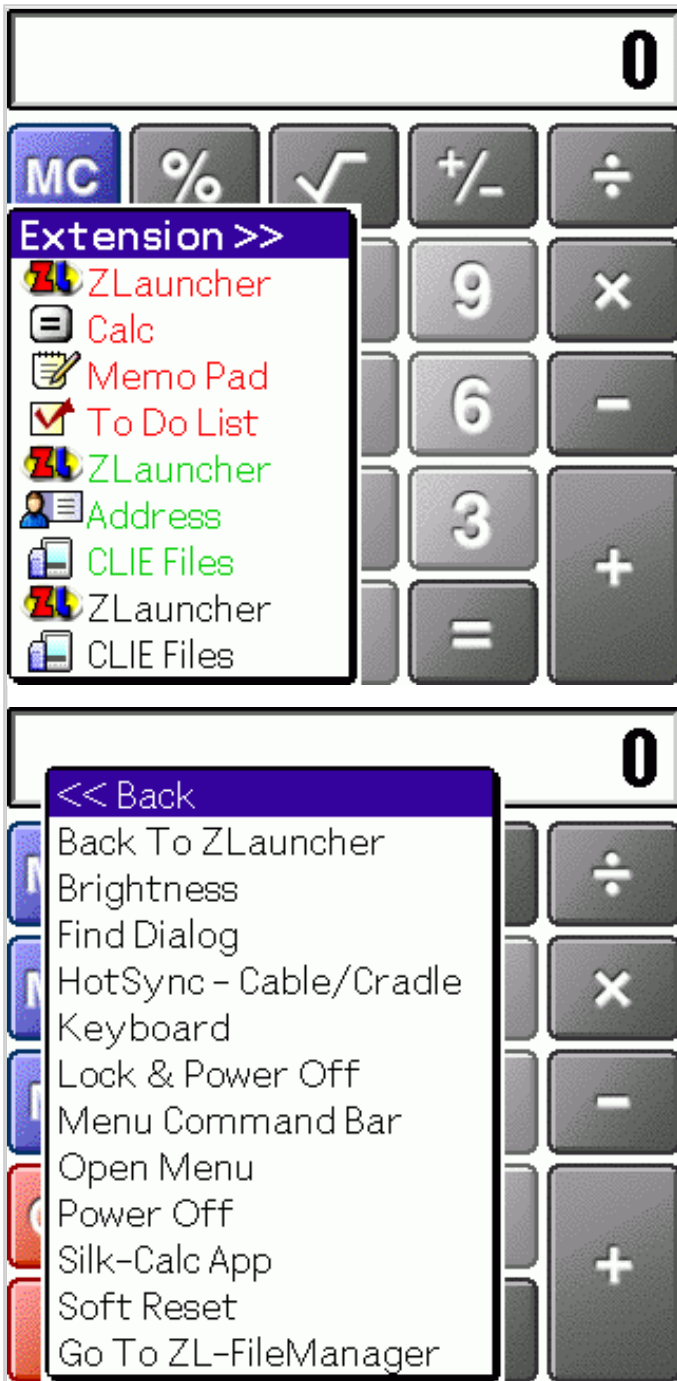 0
MC % √ +/- ÷
Extension >>
ZLauncher
9 ×
Calc
Memo Pad
6 -
To Do List
ZLauncher
Address
3
CLIE Files
+
ZLauncher
=
CLIE Files
0
<< Back
Back To ZLauncher
÷
Brightness
Find Dialog
HotSync - Cable/Cradle
×
Keyboard
Lock & Power Off
-
Menu Command Bar
Open Menu
Power Off
Silk-Calc App
+
Soft Reset
Go To ZL-FileManager